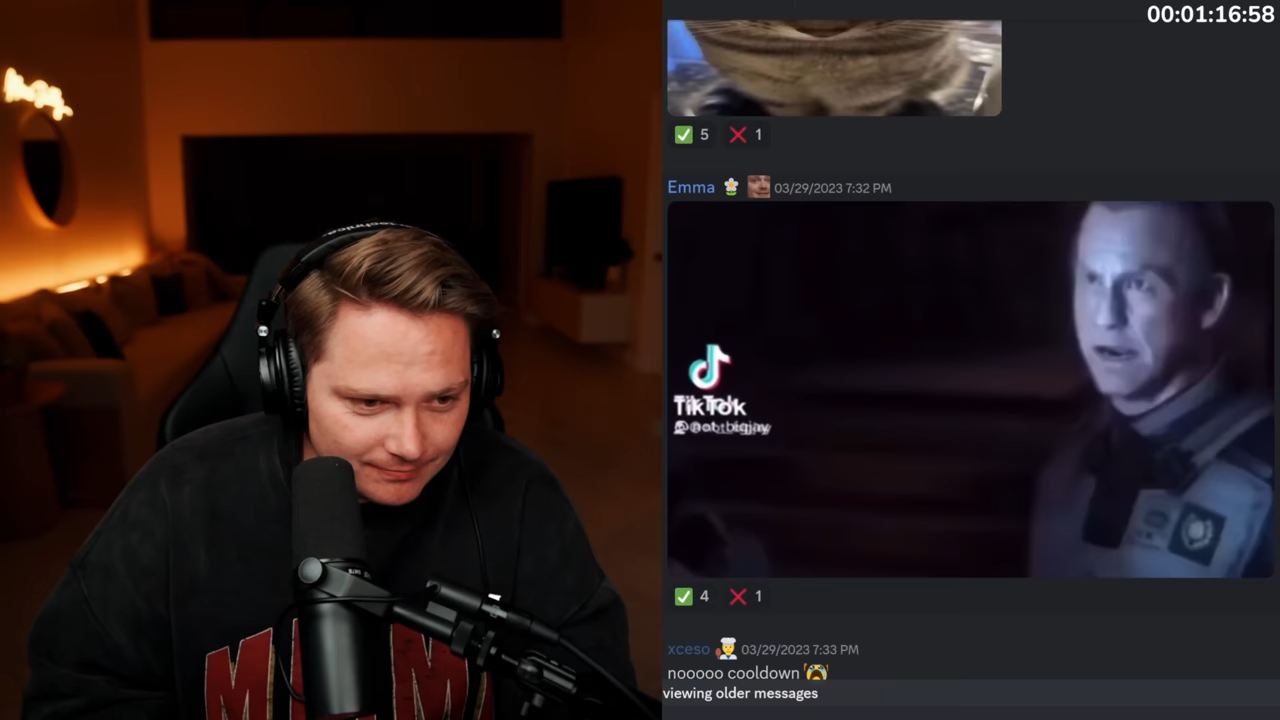 00:01:16:58
5
1
Emma
03/29/2023 7:32 PM
TikTok
4
1
xceso
03/29/2023 7:33 PM
nooooo cooldown
viewing older messages